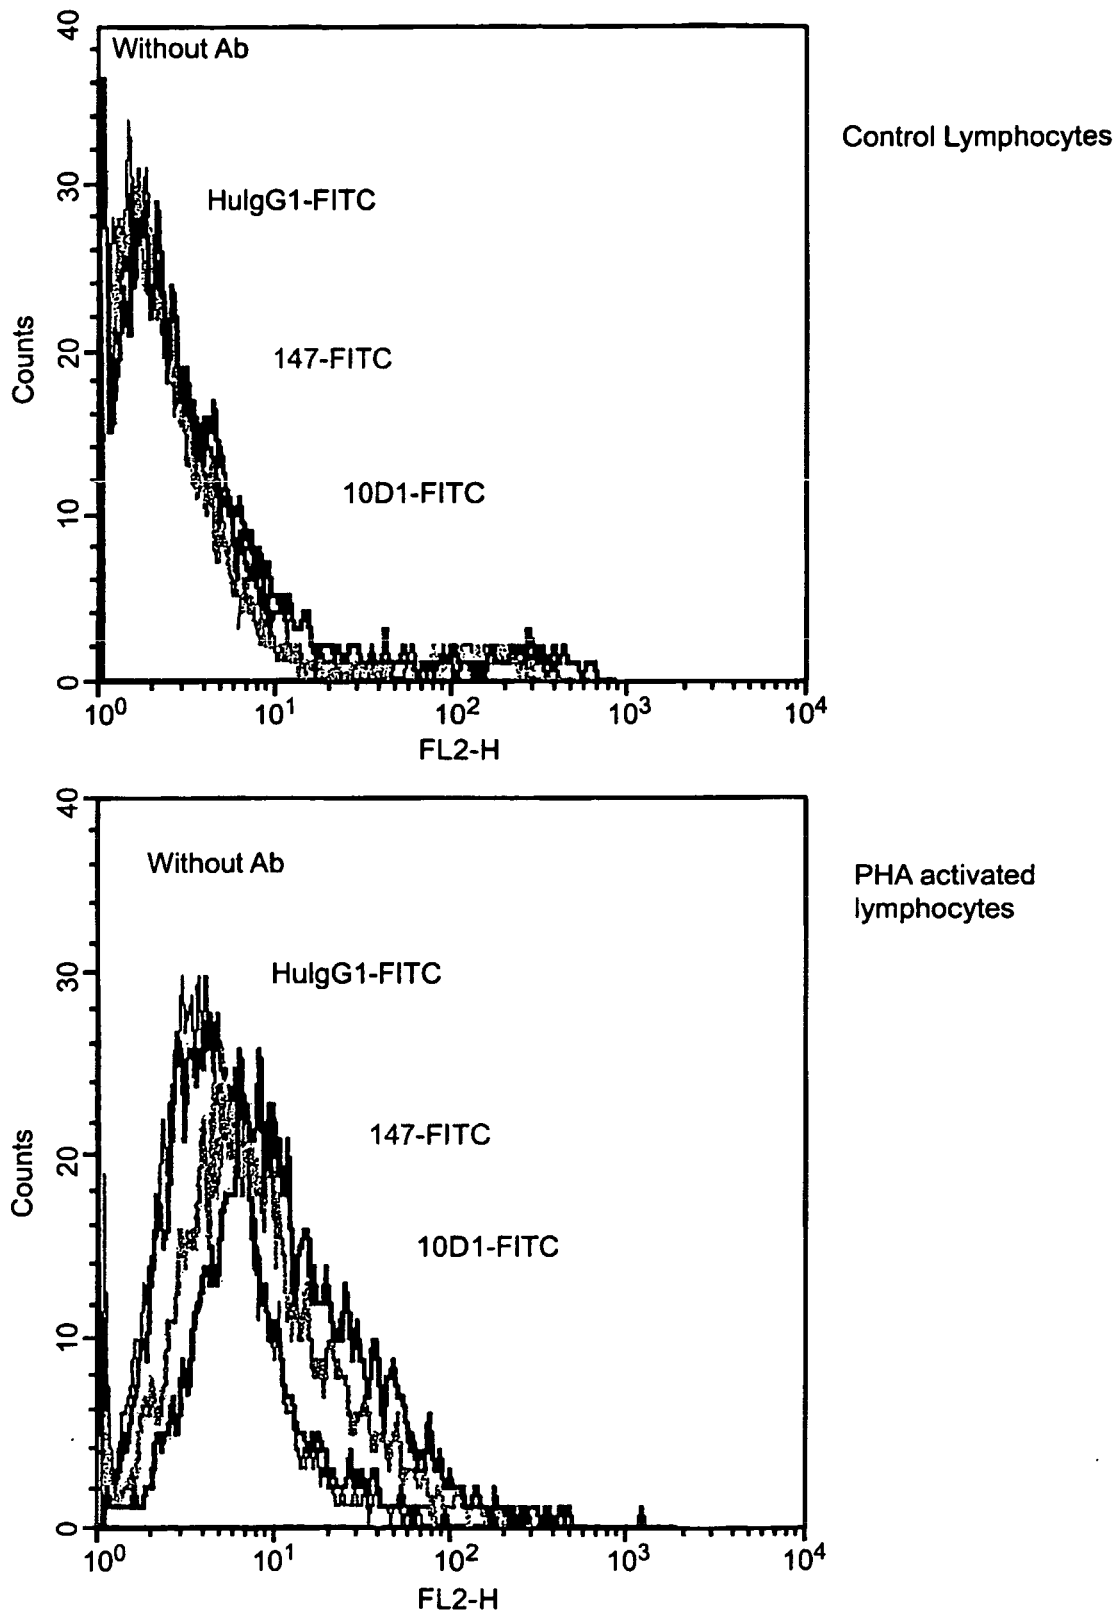 40
Without Ab
Control Lymphocytes
30
HuIgG1-FITC
Counts
20
147-FITC
10
10D1-FITC
0
10⁰ 10¹ 10² 10³ 10⁴
FL2-H
40
Without Ab
PHA activated
lymphocytes
30
HuIgG1-FITC
Counts
20
147-FITC
10D1-FITC
10
0
10⁰ 10¹ 10² 10³ 10⁴
FL2-H